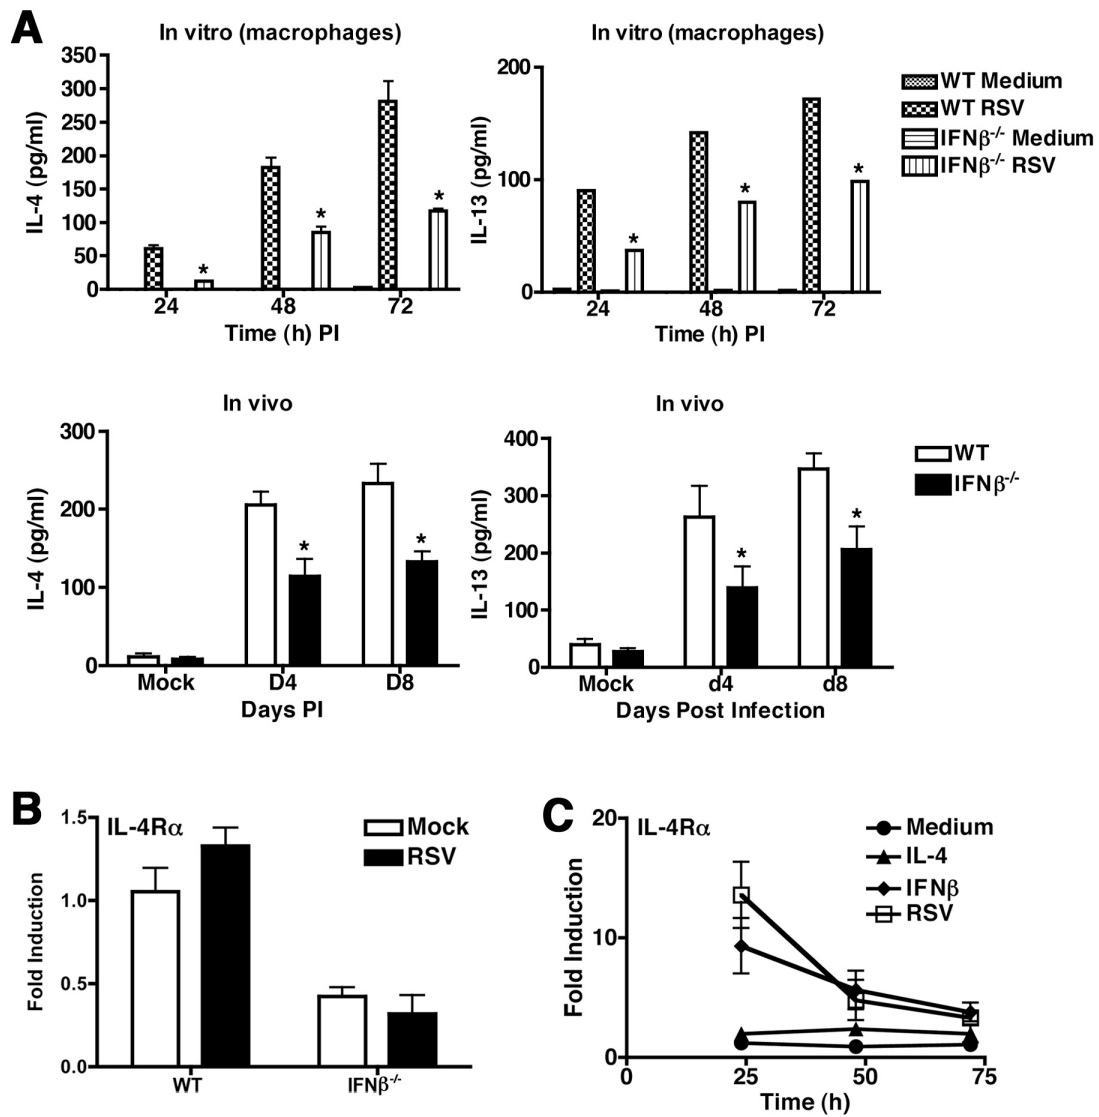 A
In vitro (macrophages)
350
300
250
200
150
100
50
0
IL-4 (pg/ml)
*
*
*
24
48
72
Time (h) PI
In vitro (macrophages)
200
100
0
IL-13 (pg/ml)
*
*
*
24
48
72
Time (h) PI
WT Medium
WT RSV
IFNβ-/- Medium
IFNβ-/- RSV
In vivo
300
200
100
0
IL-4 (pg/ml)
*
*
Mock
D4
D8
Days PI
In vivo
400
300
200
100
0
IL-13 (pg/ml)
*
*
Mock
d4
d8
Days Post Infection
WT
IFNβ-/-
B
IL-4Rα
1.5
1.0
0.5
0.0
Fold Induction
Mock
RSV
WT
IFNβ-/-
C
IL-4Rα
20
10
0
Fold Induction
Medium
IL-4
IFNβ
RSV
0
25
50
75
Time (h)